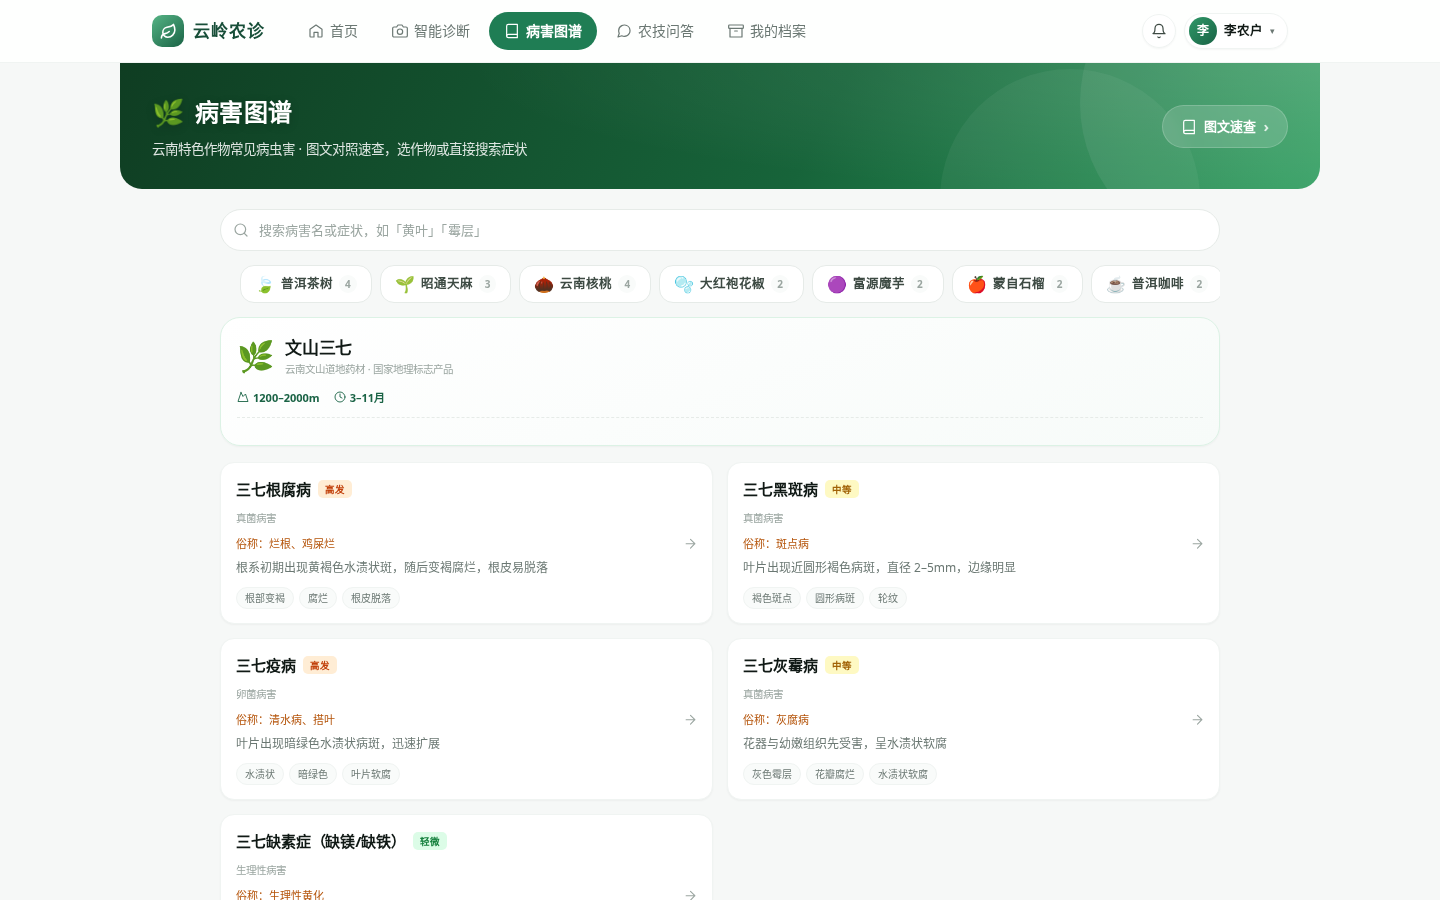 云岭农诊
首页
智能诊断
病害图谱
农技问答
我的档案
李
李农户
病害图谱
云南特色作物常见病虫害 · 图文对照速查，选作物或直接搜索症状
图文速查 ›
搜索病害名或症状，如「黄叶」「霉层」
普洱茶树 4
昭通天麻 3
云南核桃 4
大红袍花椒 2
富源魔芋 2
蒙自石榴 2
普洱咖啡 2
文山三七
云南文山道地药材 · 国家地理标志产品
1200–2000m
3–11月
三七根腐病 高发
真菌病害
俗称：烂根、鸡屎烂
根系初期出现黄褐色水渍状斑，随后变褐腐烂，根皮易脱落
根部变褐 腐烂 根皮脱落
三七黑斑病 中等
真菌病害
俗称：斑点病
叶片出现近圆形褐色病斑，直径 2–5mm，边缘明显
褐色斑点 圆形病斑 轮纹
三七疫病 高发
卵菌病害
俗称：清水病、搭叶
叶片出现暗绿色水渍状病斑，迅速扩展
水渍状 暗绿色 叶片软腐
三七灰霉病 中等
真菌病害
俗称：灰腐病
花器与幼嫩组织先受害，呈水渍状软腐
灰色霉层 花瓣腐烂 水渍状软腐
三七缺素症（缺镁/缺铁） 轻微
生理性病害
俗称：生理性黄化